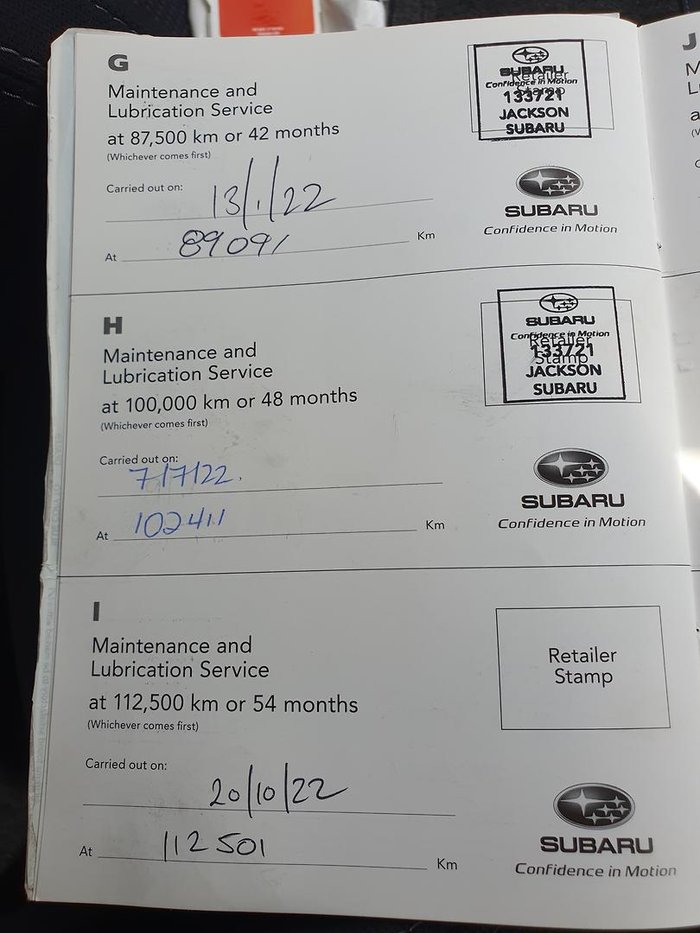 G
Maintenance and
Lubrication Service
at 87,500 km or 42 months
(Whichever comes first)
Carried out on: 13/1/22
At 89091 Km
SUBARU
Confidence in Motion
Retailer
Stamp
133721
JACKSON
SUBARU
SUBARU
Confidence in Motion
H
Maintenance and
Lubrication Service
at 100,000 km or 48 months
(Whichever comes first)
Carried out on: 7/7/22.
At 102411 Km
SUBARU
Confidence in Motion
Retailer
Stamp
133721
JACKSON
SUBARU
SUBARU
Confidence in Motion
I
Maintenance and
Lubrication Service
at 112,500 km or 54 months
(Whichever comes first)
Carried out on: 20/10/22
At 112501 Km
Retailer
Stamp
SUBARU
Confidence in Motion
J